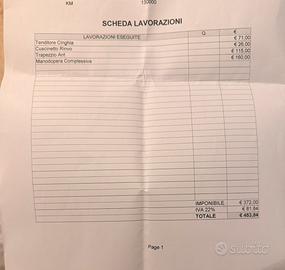 KM 130000
SCHEDA LAVORAZIONI
LAVORAZIONI ESEGUITE Q €
Tenditore Cinghia € 71,00
Cuscinetto Rinvio € 26,00
Trapezio Ant € 115,00
Manodopera Complessiva € 160,00
IMPONIBILE € 372,00
IVA 22% € 81,84
TOTALE € 453,84
Page 1
subito